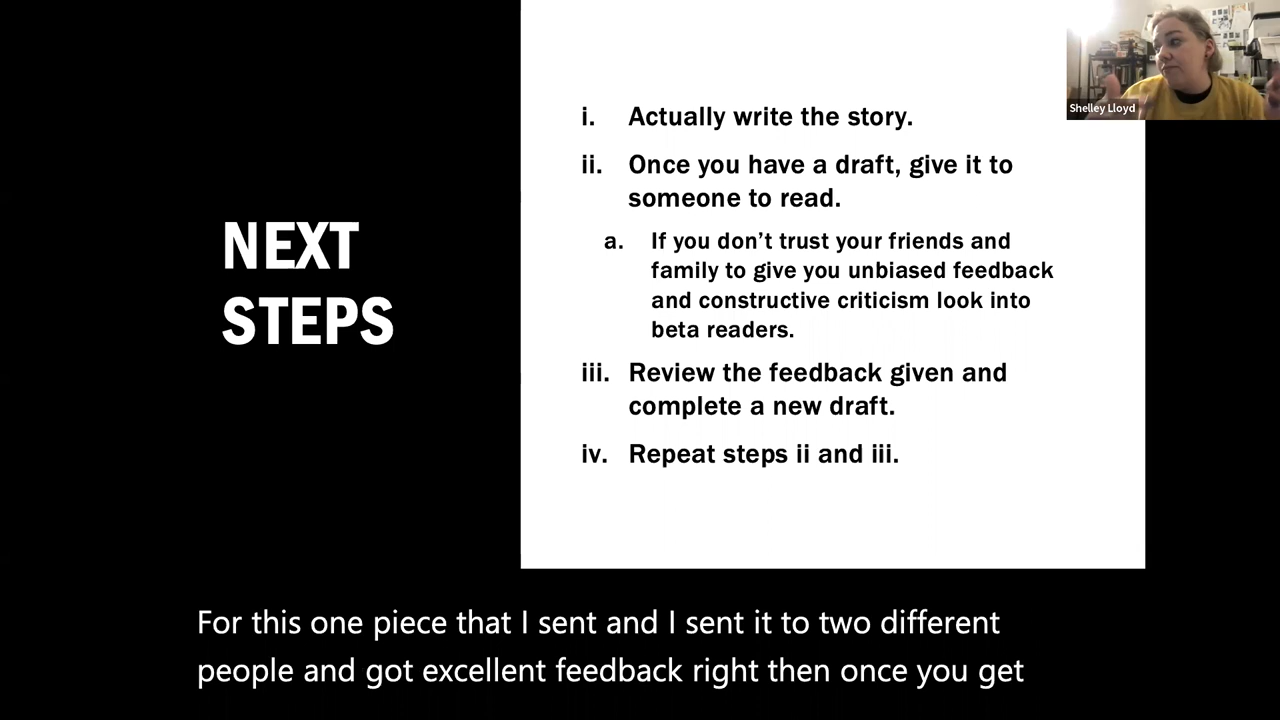 NEXT
STEPS
i. Actually write the story.
ii. Once you have a draft, give it to
someone to read.
a. If you don’t trust your friends and
family to give you unbiased feedback
and constructive criticism look into
beta readers.
iii. Review the feedback given and
complete a new draft.
iv. Repeat steps ii and iii.
Shelley Lloyd
For this one piece that I sent and I sent it to two different
people and got excellent feedback right then once you get